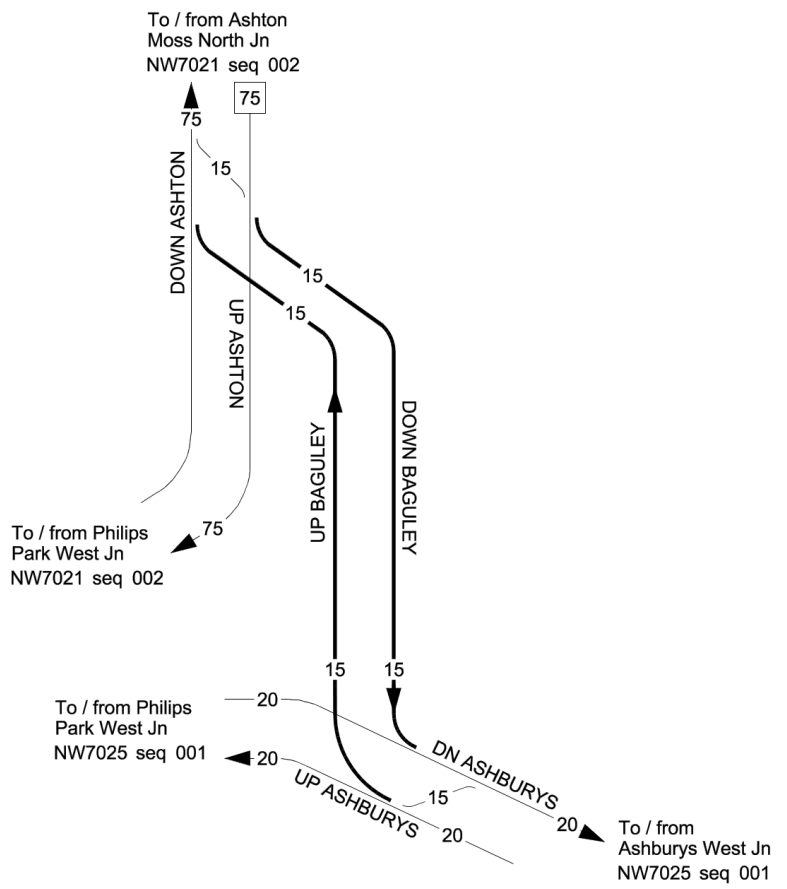 To / from Ashton
Moss North Jn
NW7021 seq 002
75
75
15
DOWN ASHTON
15
15
UP ASHTON
DOWN BAGULEY
UP BAGULEY
75
To / from Philips
Park West Jn
NW7021 seq 002
15
15
To / from Philips
Park West Jn
NW7025 seq 001
20
20
DN ASHBURYS
UP ASHBURYS
15
20
20
To / from
Ashburys West Jn
NW7025 seq 001